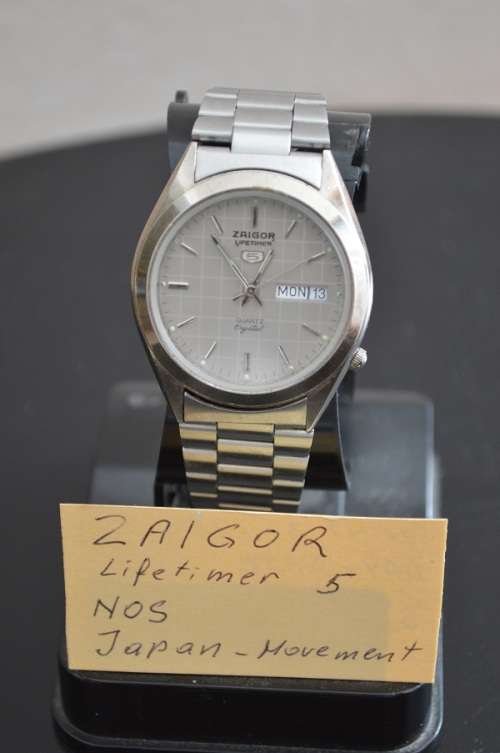 ZAIGOR
LIFETIMER
5
MON 13
QUARTZ
Crystal
ZAIGOR
Lifetimer 5
NOS
Japan - Movement